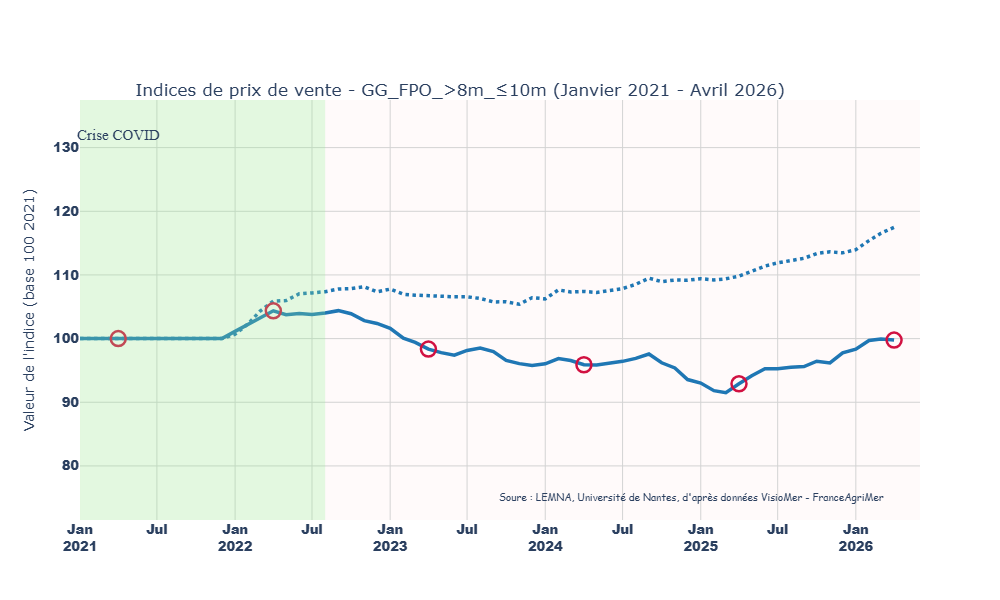 Indices de prix de vente - GG_FPO_>8m_≤10m (Janvier 2021 - Avril 2026)
Crise COVID
Valeur de l'indice (base 100 2021)
130
120
110
100
90
80
Soure : LEMNA, Université de Nantes, d'après données VisioMer - FranceAgriMer
Jan Jul Jan Jul Jan Jul Jan Jul Jan Jul Jan
2021 2022 2023 2024 2025 2026